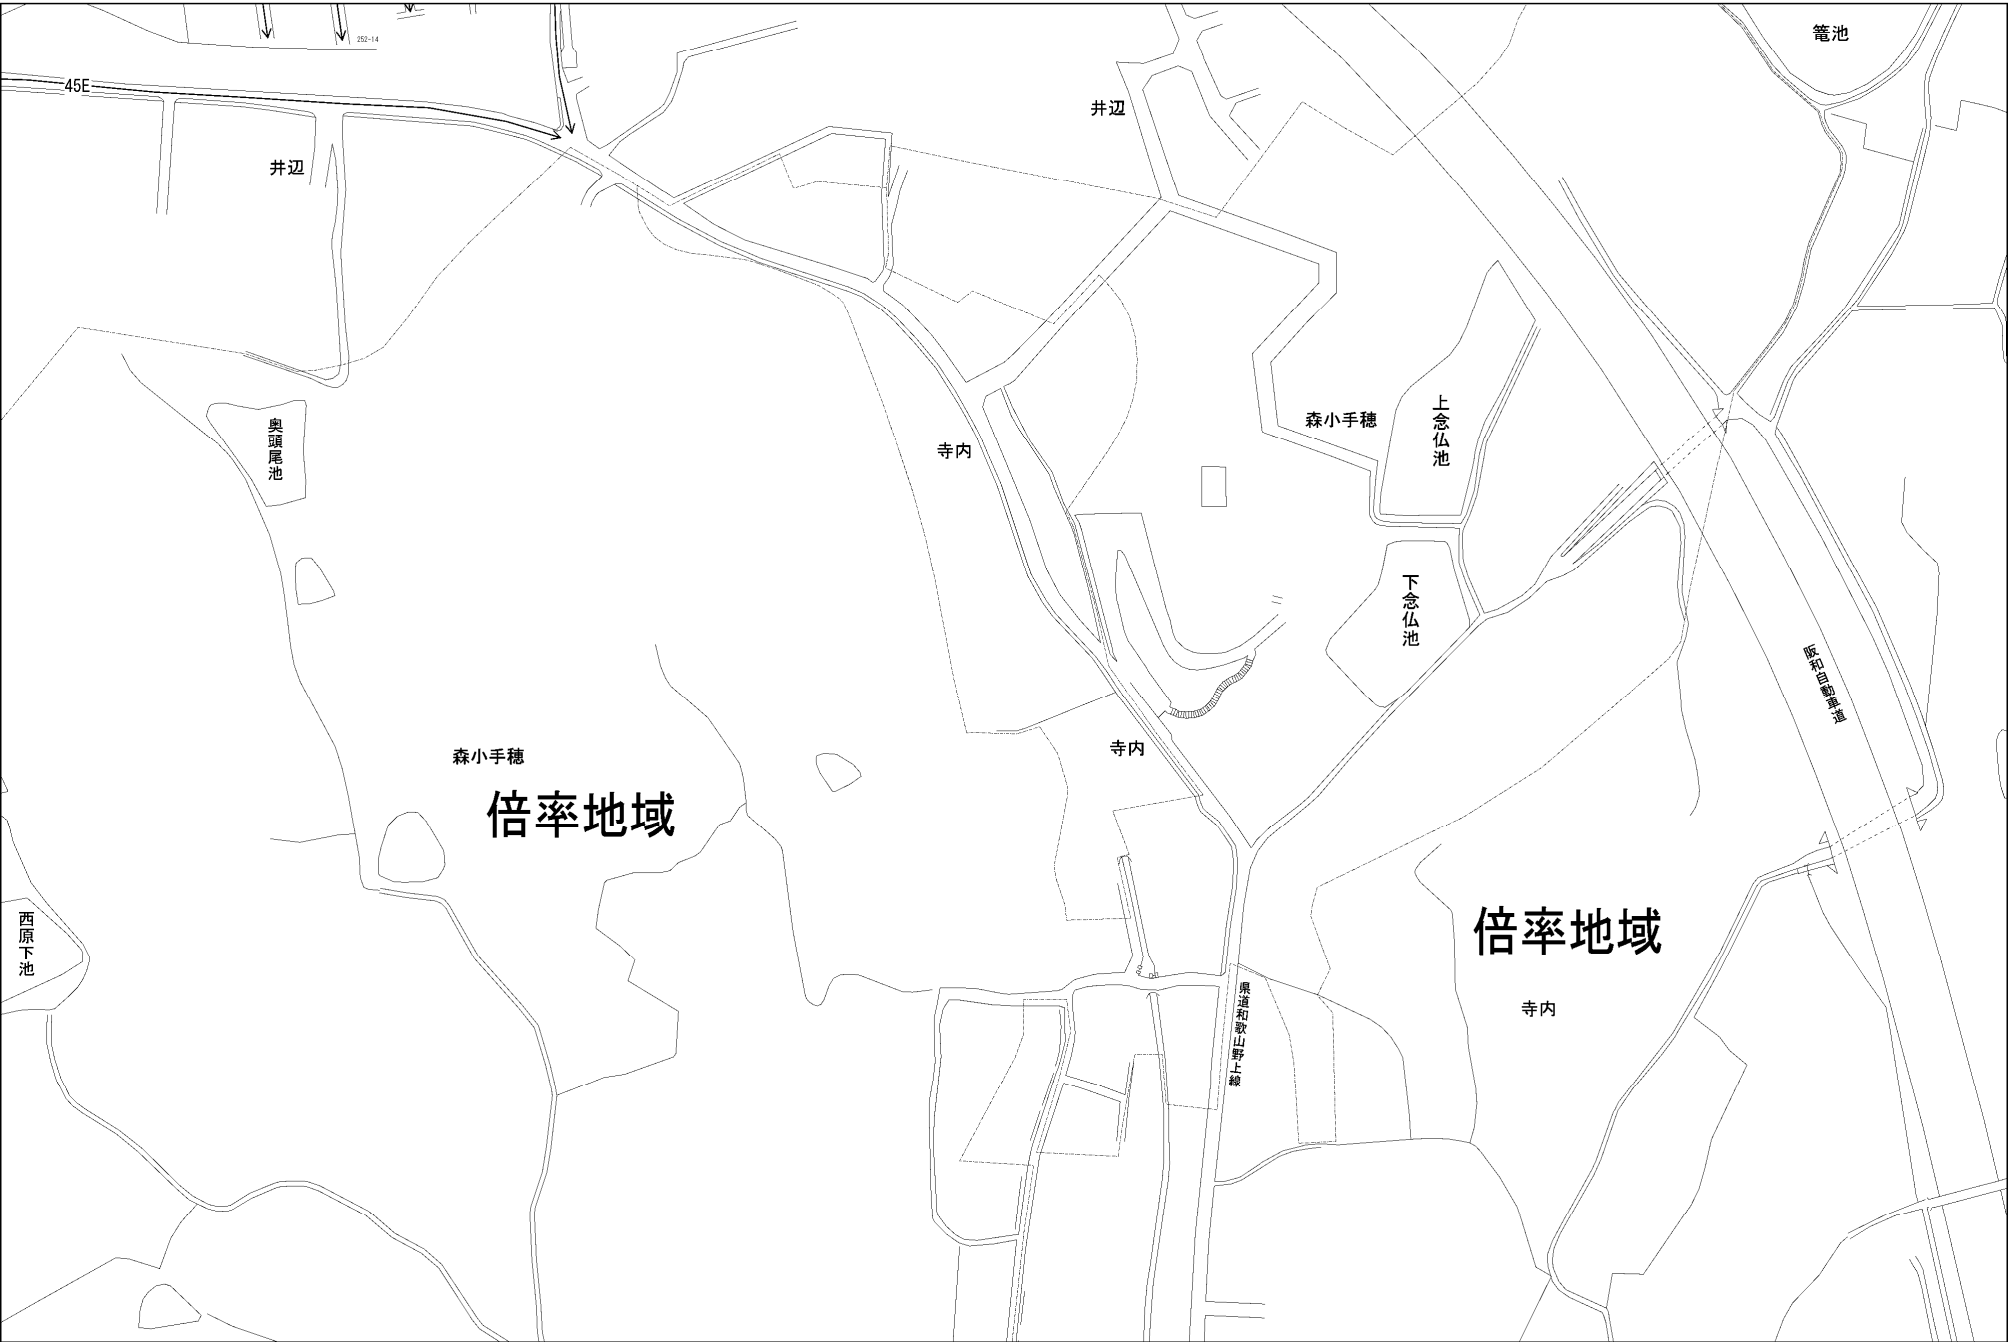 252-14
篭池
45E
井辺
井辺
奥頭尾池
森小手穂
上念仏池
寺内
下念仏池
阪和自動車道
寺内
森小手穂
倍率地域
倍率地域
西原下池
県道和歌山野上線
寺内